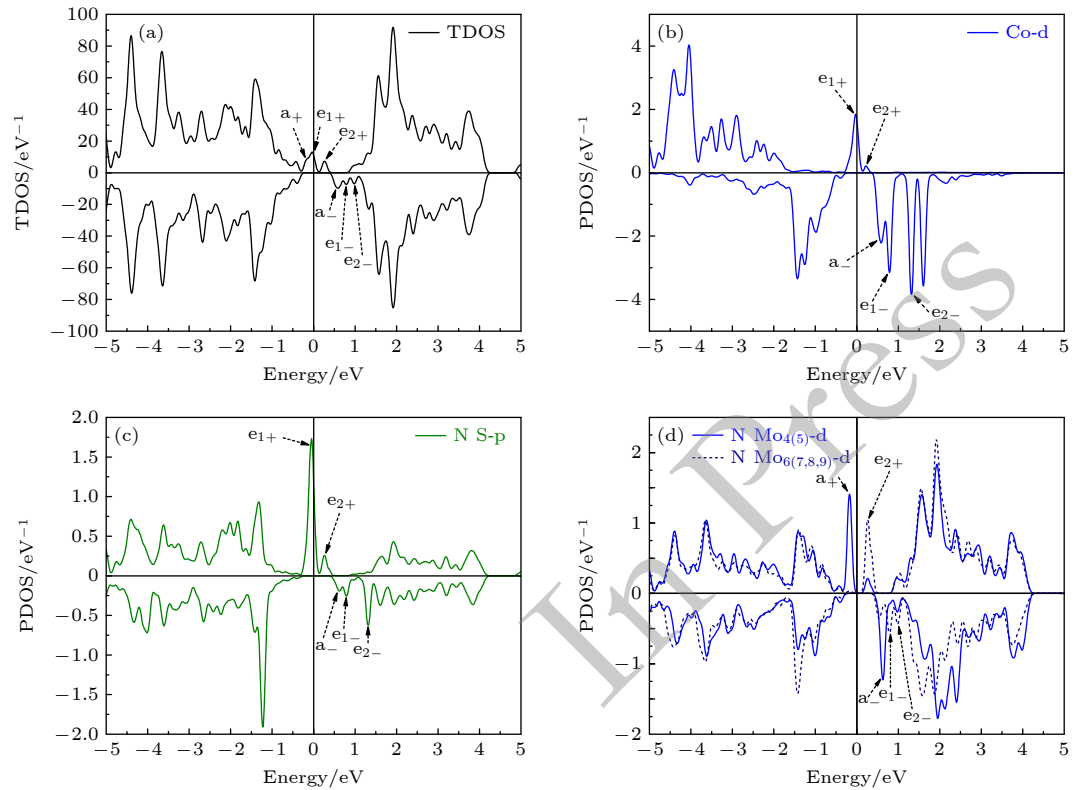 (a)
TDOS
TDOS/eV−1
100
80
60
40
20
0
−20
−40
−60
−80
−100
a+
e1+
e2+
a−
e1−
e2−
−5 −4 −3 −2 −1 0 1 2 3 4 5
Energy/eV
(b)
Co-d
PDOS/eV−1
4
2
0
−2
−4
e1+
e2+
a−
e1−
e2−
−5 −4 −3 −2 −1 0 1 2 3 4 5
Energy/eV
(c)
N S-p
PDOS/eV−1
2.0
1.5
1.0
0.5
0
−0.5
−1.0
−1.5
−2.0
e1+
e2+
a−
e1−
e2−
−5 −4 −3 −2 −1 0 1 2 3 4 5
Energy/eV
(d)
N Mo4(5)-d
N Mo6(7,8,9)-d
PDOS/eV−1
2
1
0
−1
−2
a+
e2+
a−
e1−
e2−
−5 −4 −3 −2 −1 0 1 2 3 4 5
Energy/eV
In Press